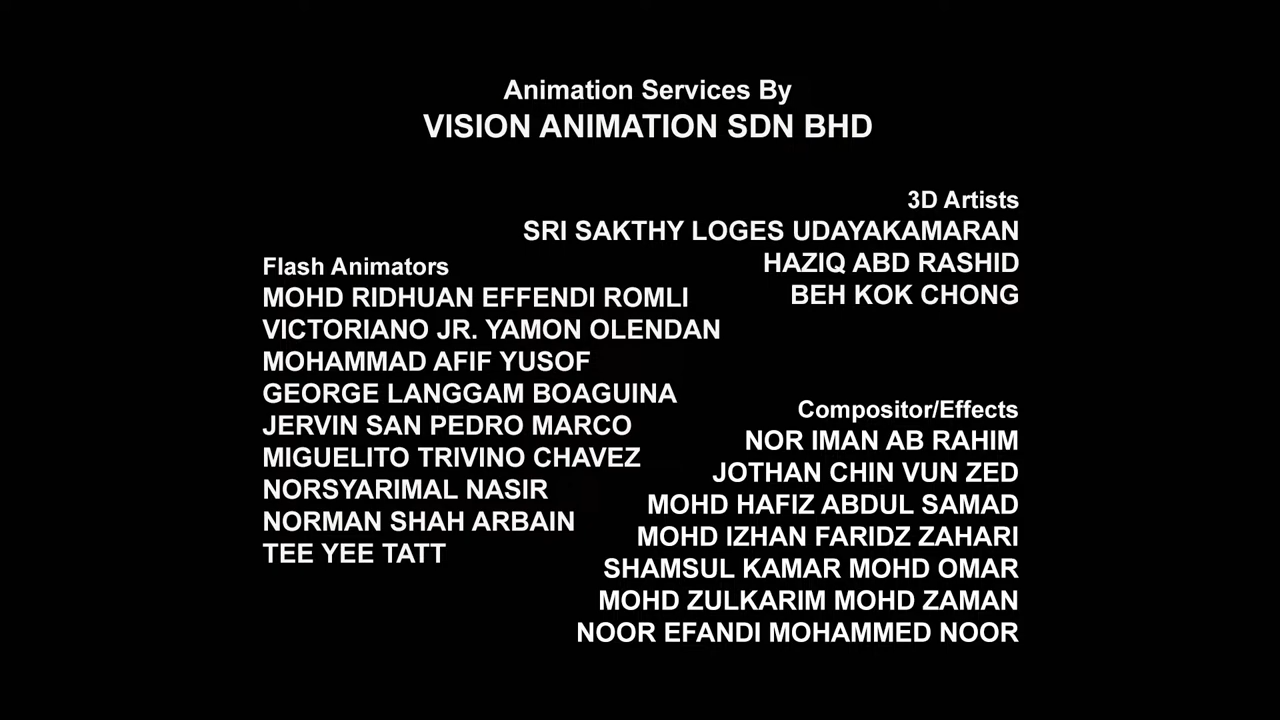 Animation Services By
VISION ANIMATION SDN BHD
Flash Animators
MOHD RIDHUAN EFFENDI ROMLI
VICTORIANO JR. YAMON OLENDAN
MOHAMMAD AFIF YUSOF
GEORGE LANGGAM BOAGUINA
JERVIN SAN PEDRO MARCO
MIGUELITO TRIVINO CHAVEZ
NORSYARIMAL NASIR
NORMAN SHAH ARBAIN
TEE YEE TATT
3D Artists
SRI SAKTHY LOGES UDAYAKAMARAN
HAZIQ ABD RASHID
BEH KOK CHONG
Compositor/Effects
NOR IMAN AB RAHIM
JOTHAN CHIN VUN ZED
MOHD HAFIZ ABDUL SAMAD
MOHD IZHAN FARIDZ ZAHARI
SHAMSUL KAMAR MOHD OMAR
MOHD ZULKARIM MOHD ZAMAN
NOOR EFANDI MOHAMMED NOOR